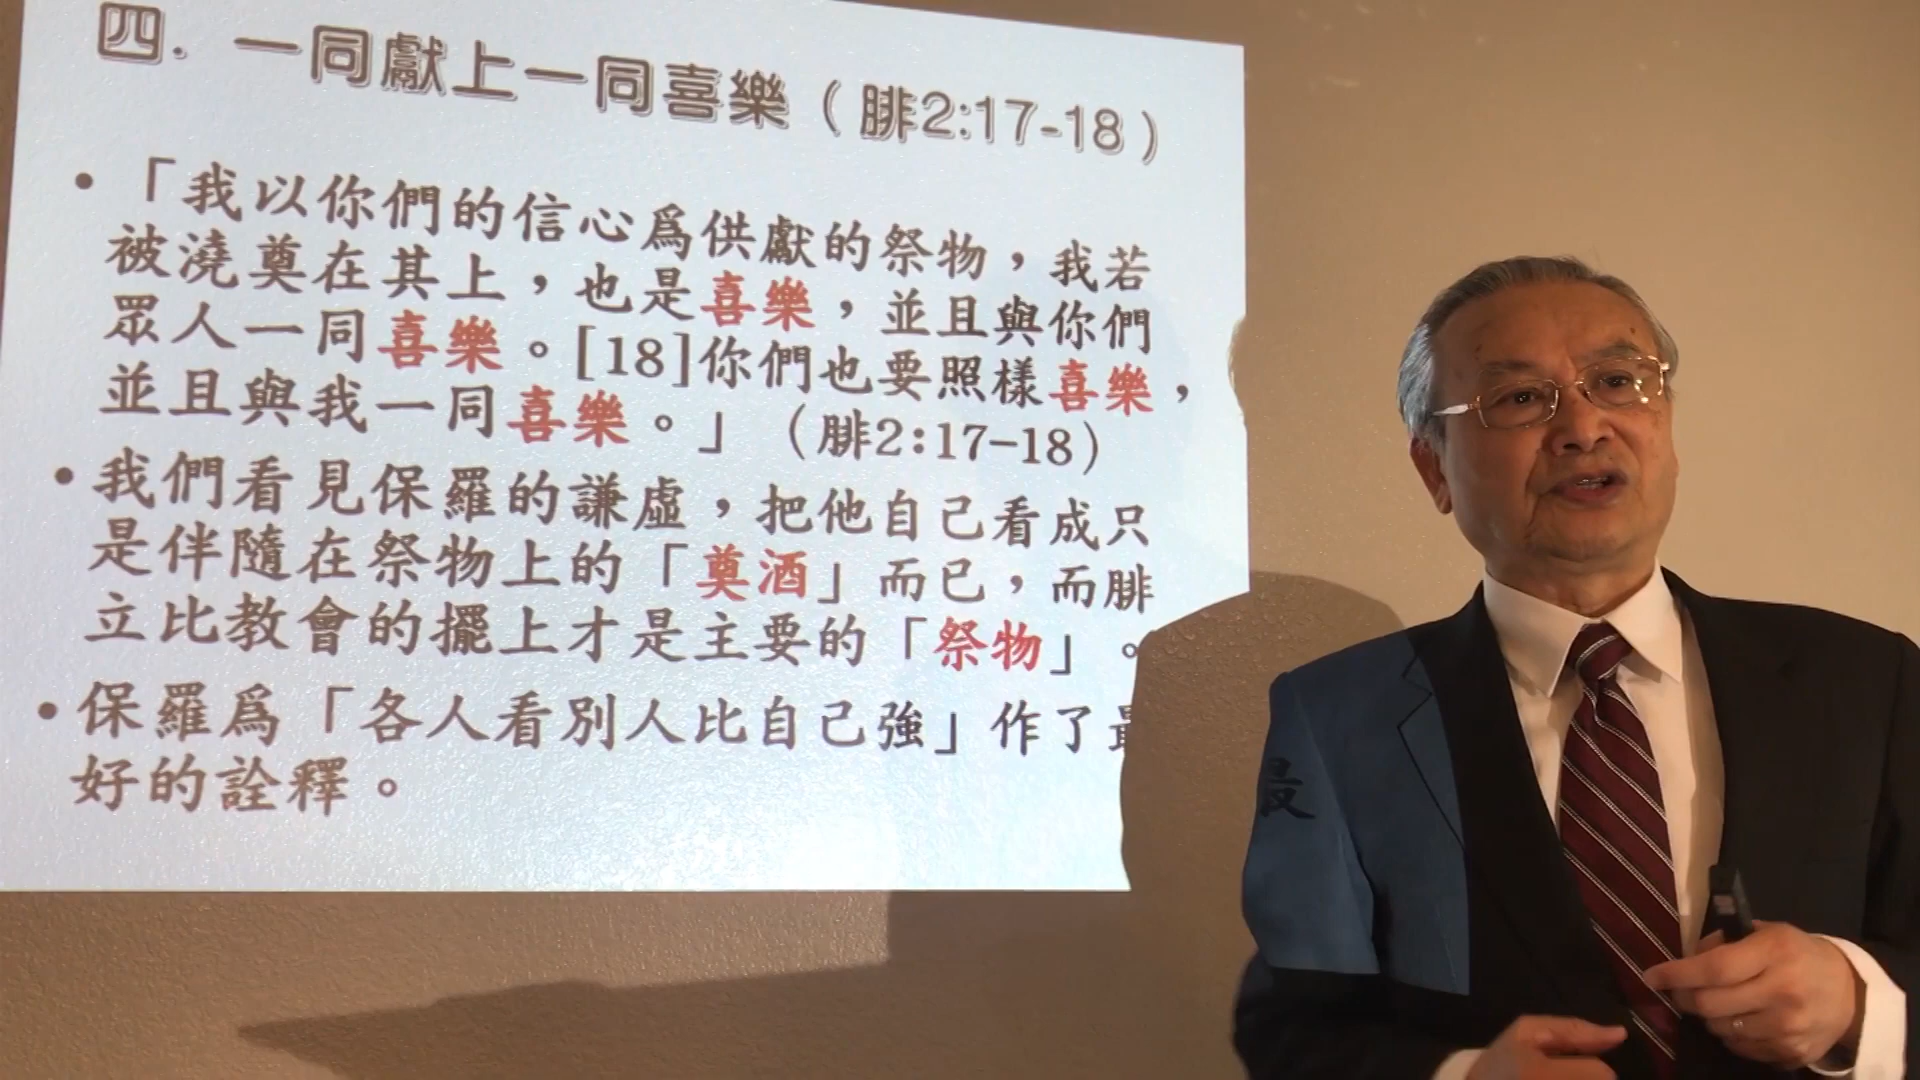 四. 一同獻上一同喜樂（腓2:17-18）
•「我以你們的信心爲供獻的祭物，我若
被澆奠在其上，也是喜樂，並且與你們
眾人一同喜樂。[18]你們也要照樣喜樂，
並且與我一同喜樂。」（腓2:17-18）
•我們看見保羅的謙虛，把他自己看成只
是伴隨在祭物上的「奠酒」而已，而腓
立比教會的擺上才是主要的「祭物」。
•保羅爲「各人看別人比自己強」作了最
好的詮釋。